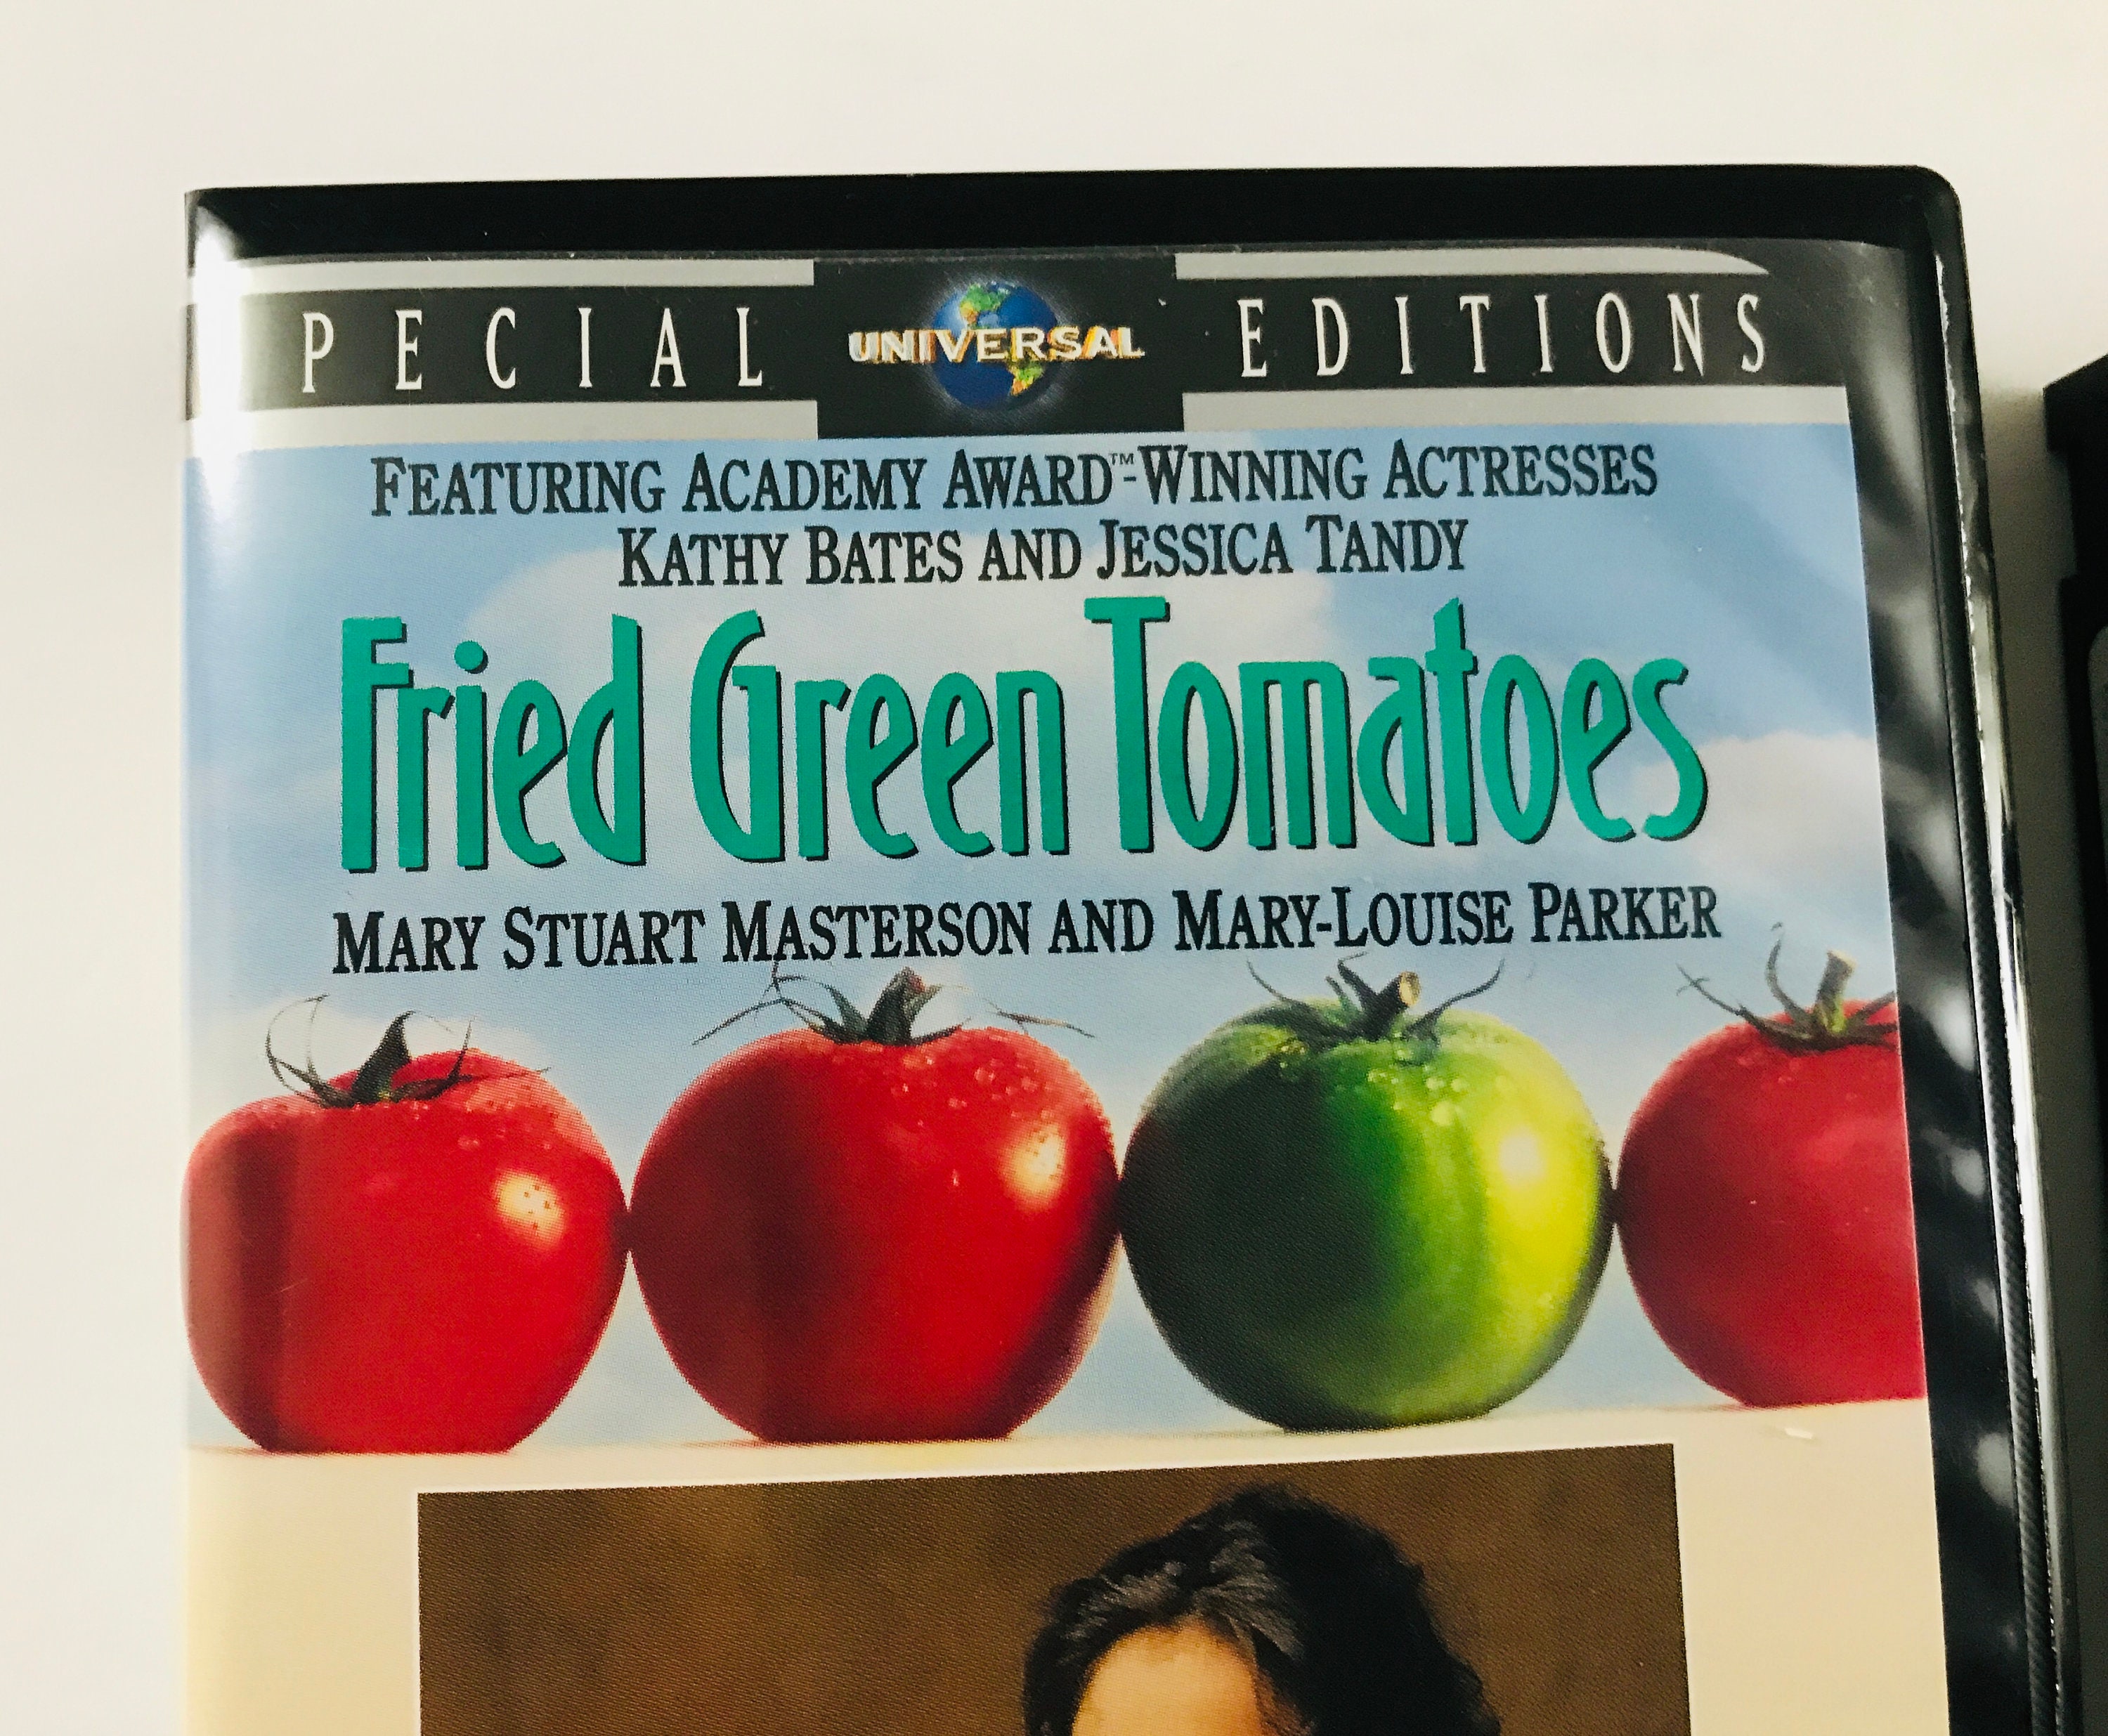 PECIAL UNIVERSAL EDITIONS
FEATURING ACADEMY AWARD™-WINNING ACTRESSES
KATHY BATES AND JESSICA TANDY
Fried Green Tomatoes
MARY STUART MASTERSON AND MARY-LOUISE PARKER